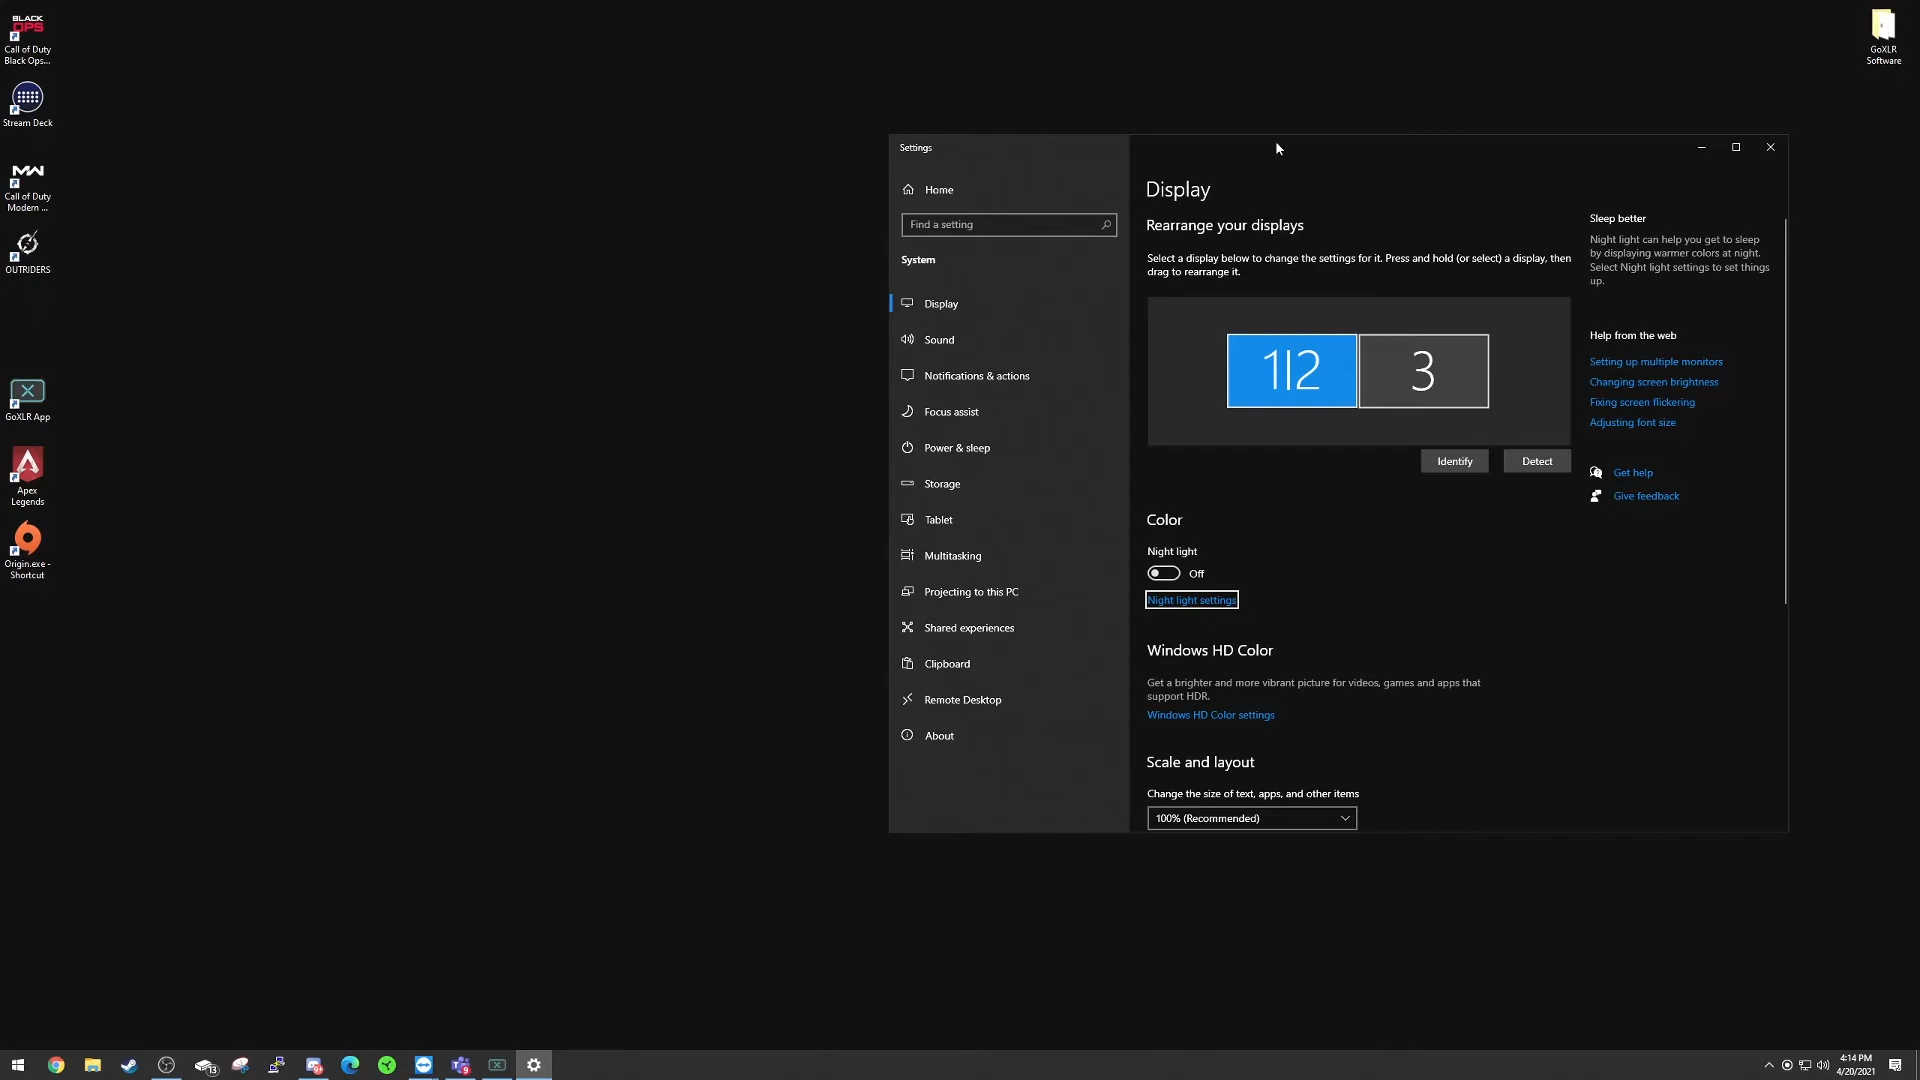 BLACK
OPS
Call of Duty
Black Ops...
Stream Deck
MW
Call of Duty
Modern ...
OUTRIDERS
GoXLR App
Apex
Legends
Origin.exe -
Shortcut
GoXLR
Software
Settings
Home
Find a setting
System
Display
Sound
Notifications & actions
Focus assist
Power & sleep
Storage
Tablet
Multitasking
Projecting to this PC
Shared experiences
Clipboard
Remote Desktop
About
Display
Rearrange your displays
Select a display below to change the settings for it. Press and hold (or select) a display, then
drag to rearrange it.
1|2
3
Identify
Detect
Color
Night light
Off
Night light settings
Windows HD Color
Get a brighter and more vibrant picture for videos, games and apps that
support HDR.
Windows HD Color settings
Scale and layout
Change the size of text, apps, and other items
100% (Recommended)
Sleep better
Night light can help you get to sleep
by displaying warmer colors at night.
Select Night light settings to set things
up.
Help from the web
Setting up multiple monitors
Changing screen brightness
Fixing screen flickering
Adjusting font size
Get help
Give feedback
13
9+
9
4:14 PM
4/20/2021